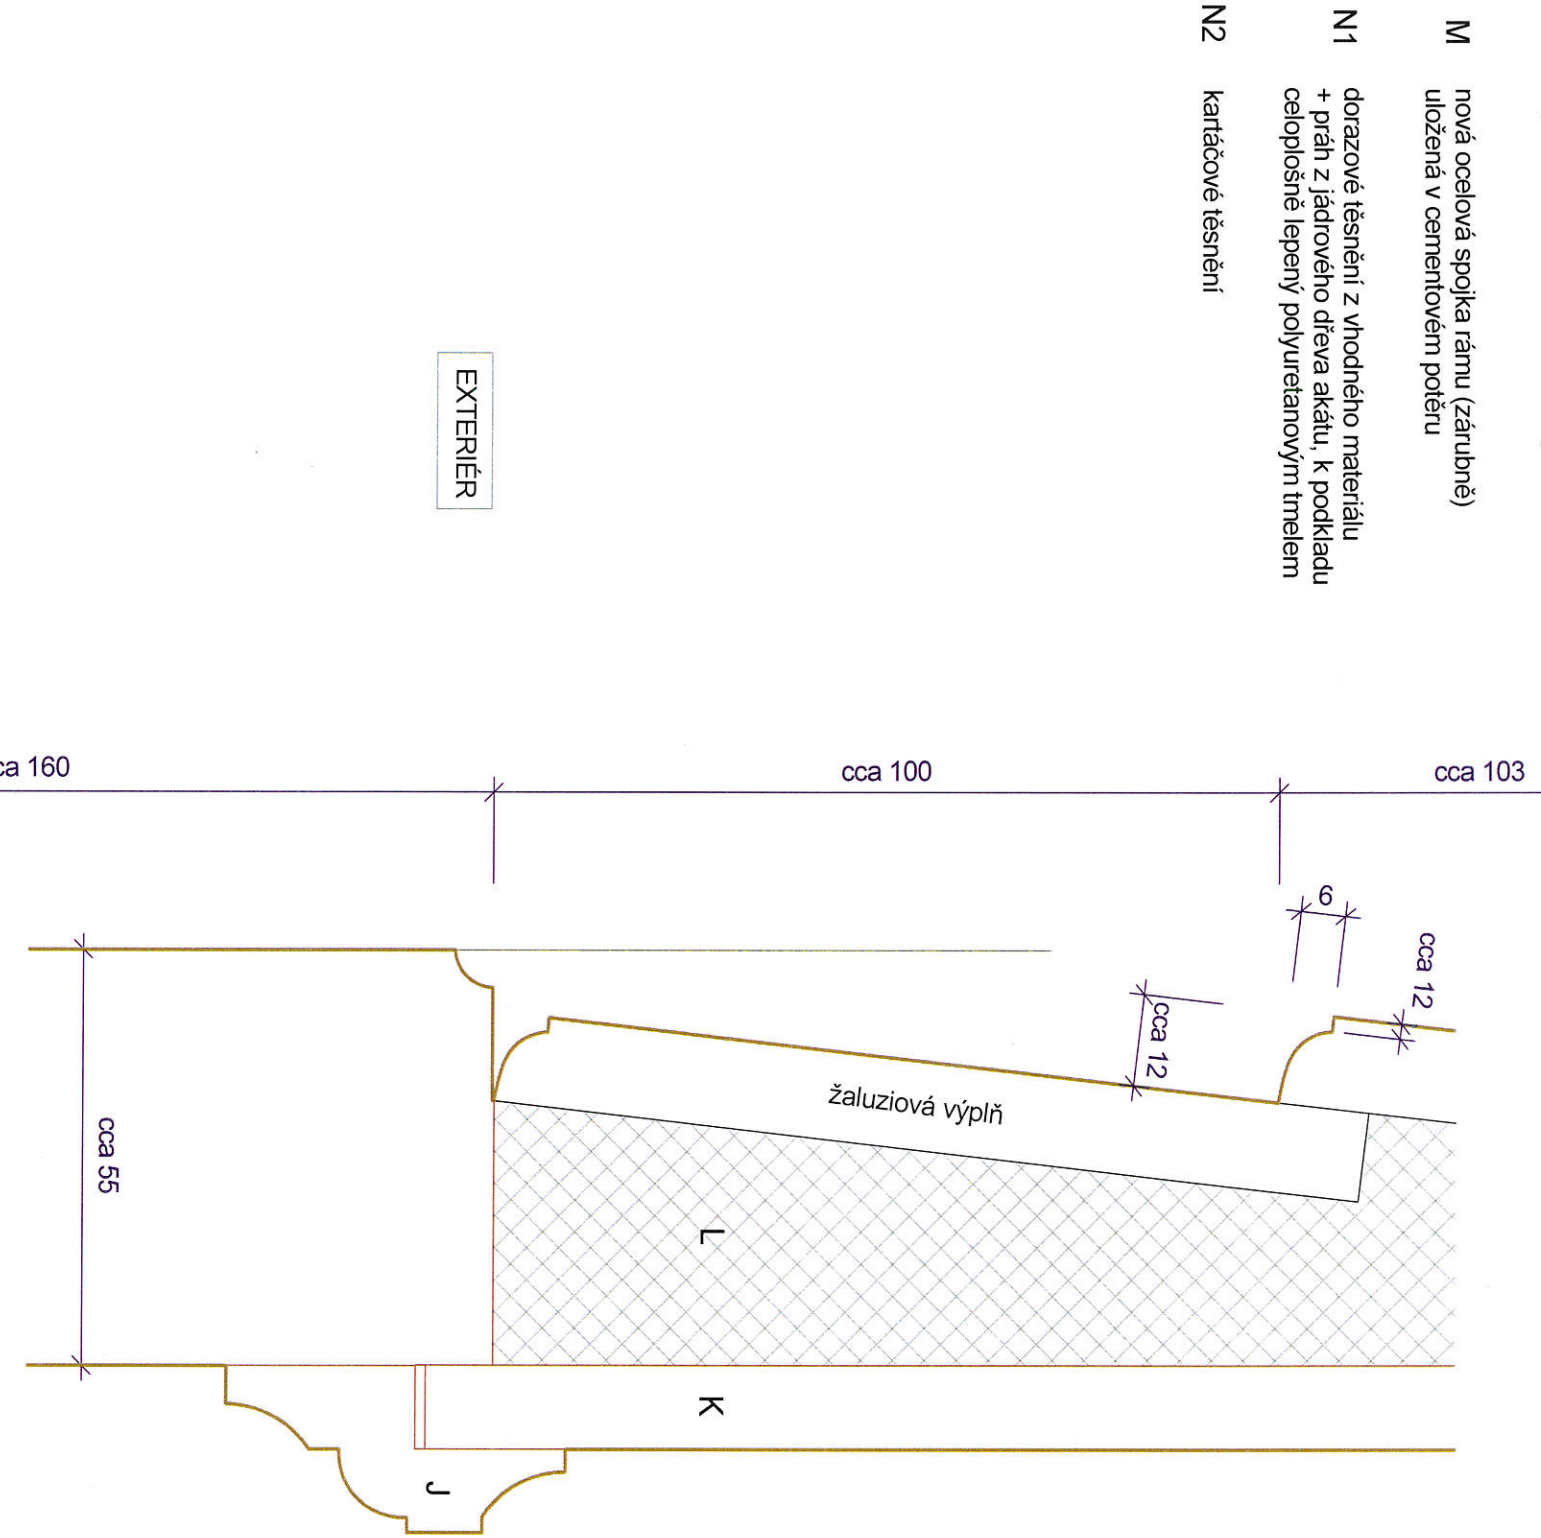 M nová ocelová spojka rámu (zárubně)
uložená v cementovém potěru
N1 dorazové těsnění z vhodného materiálu
+ práh z jádrového dřeva akátu, k podkladu
celoplošně lepený polyuretanovým tmelem
N2 kartáčové těsnění
EXTERIÉR
ca 160
cca 100
cca 103
6
cca 12
cca 12
žaluziová výplň
cca 55
L
K
J